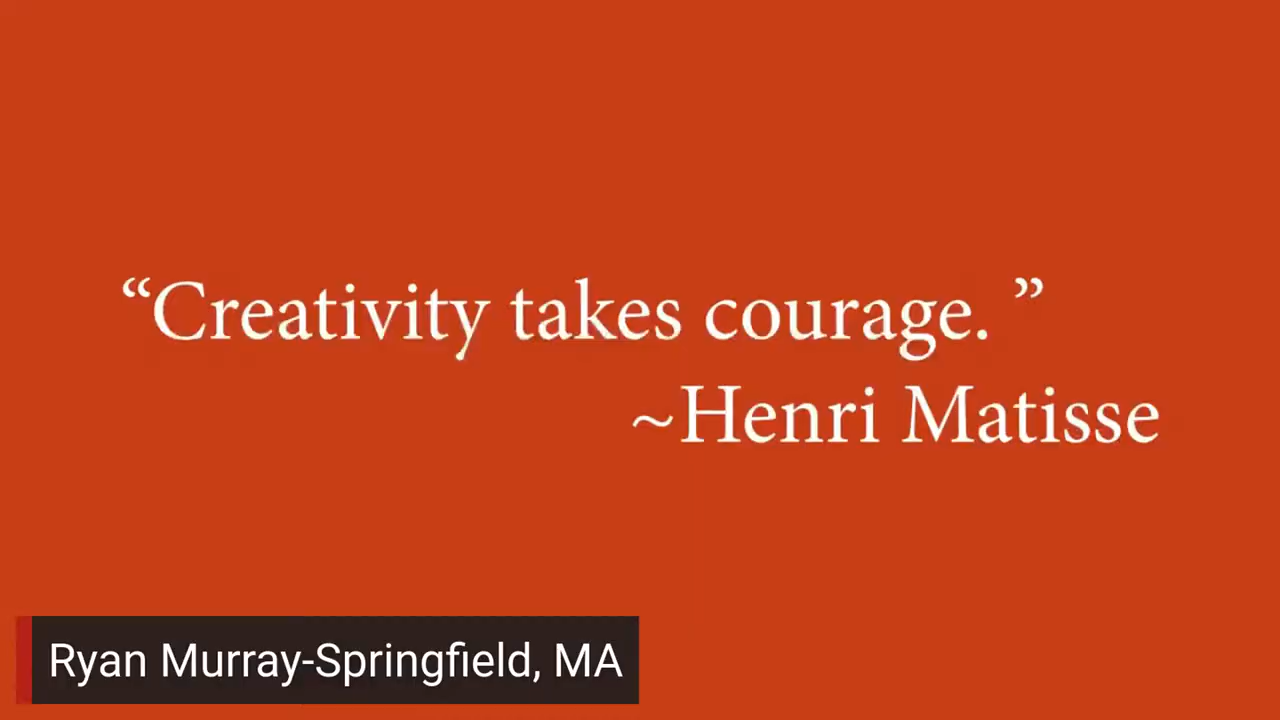 “Creativity takes courage. ”
~Henri Matisse
Ryan Murray-Springfield, MA